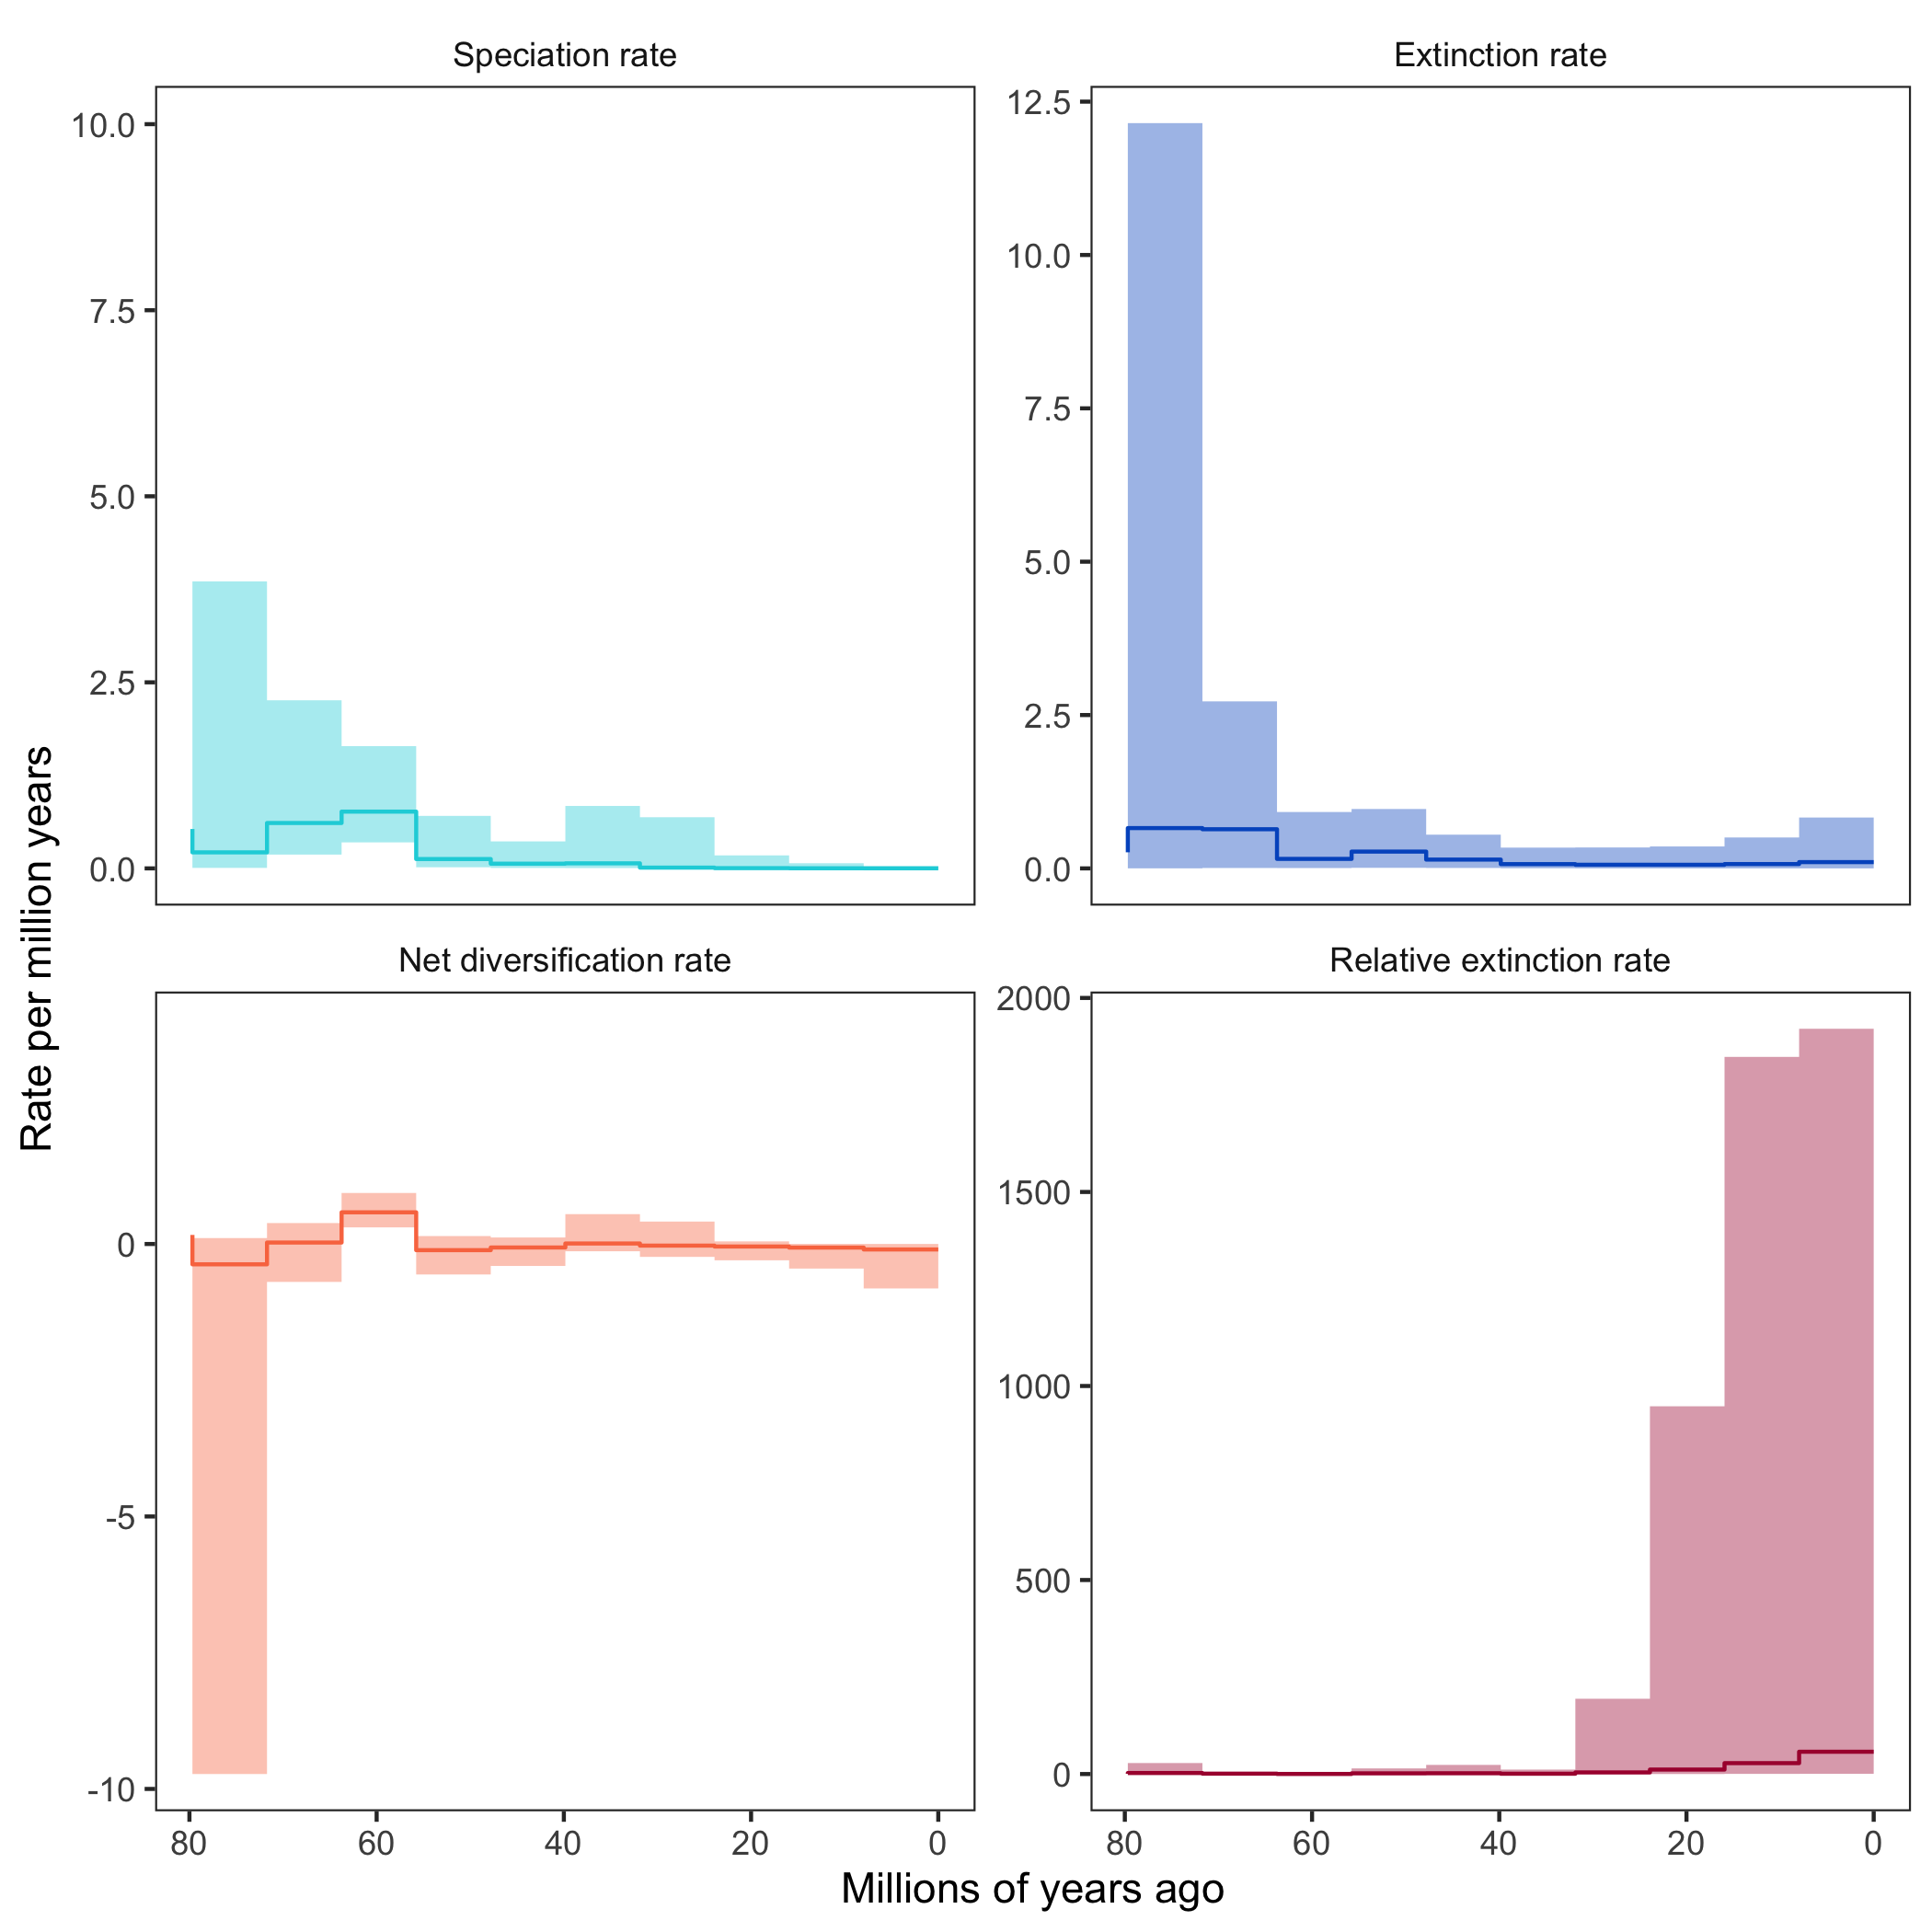 Speciation rate
Extinction rate
10.0
7.5
5.0
2.5
0.0
12.5
10.0
7.5
5.0
2.5
0.0
Rate per million years
Net diversification rate
Relative extinction rate
0
-5
-10
2000
1500
1000
500
0
80 60 40 20 0
80 60 40 20 0
Millions of years ago